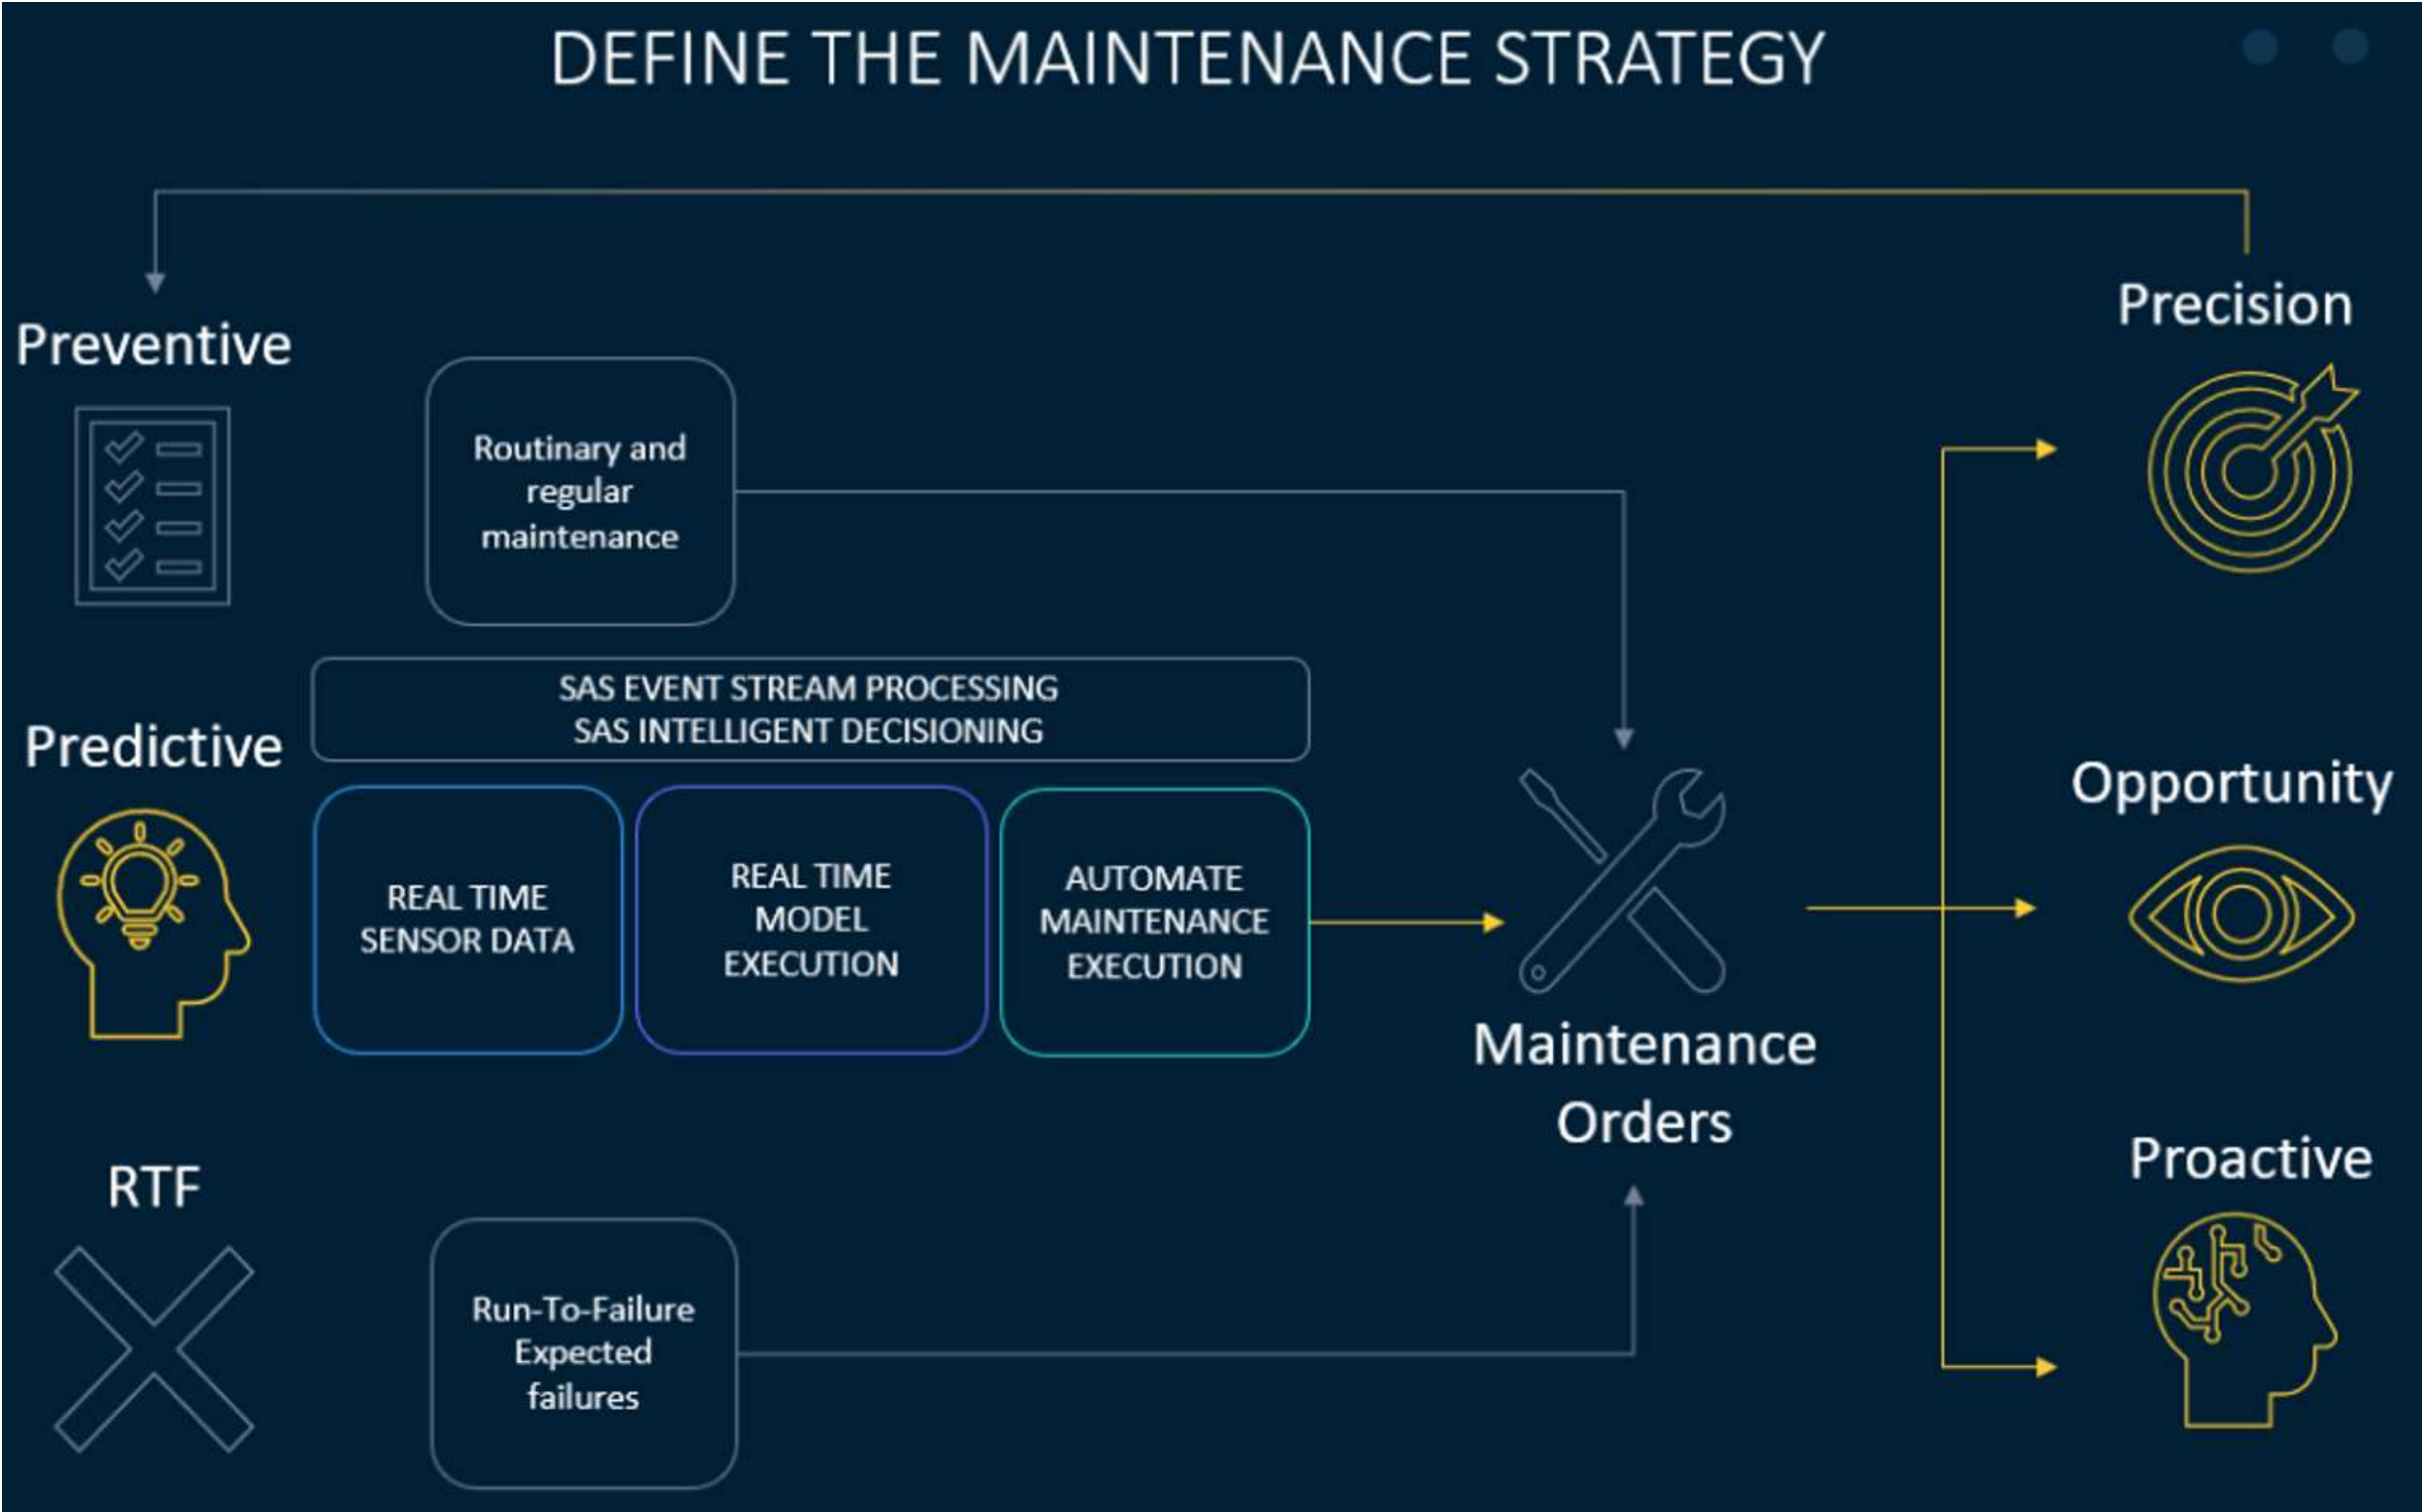 DEFINE THE MAINTENANCE STRATEGY
Preventive
Routinary and
regular
maintenance
Precision
SAS EVENT STREAM PROCESSING
SAS INTELLIGENT DECISIONING
Predictive
REAL TIME
SENSOR DATA
REAL TIME
MODEL
EXECUTION
AUTOMATE
MAINTENANCE
EXECUTION
Maintenance
Orders
Opportunity
RTF
Run-To-Failure
Expected
failures
Proactive